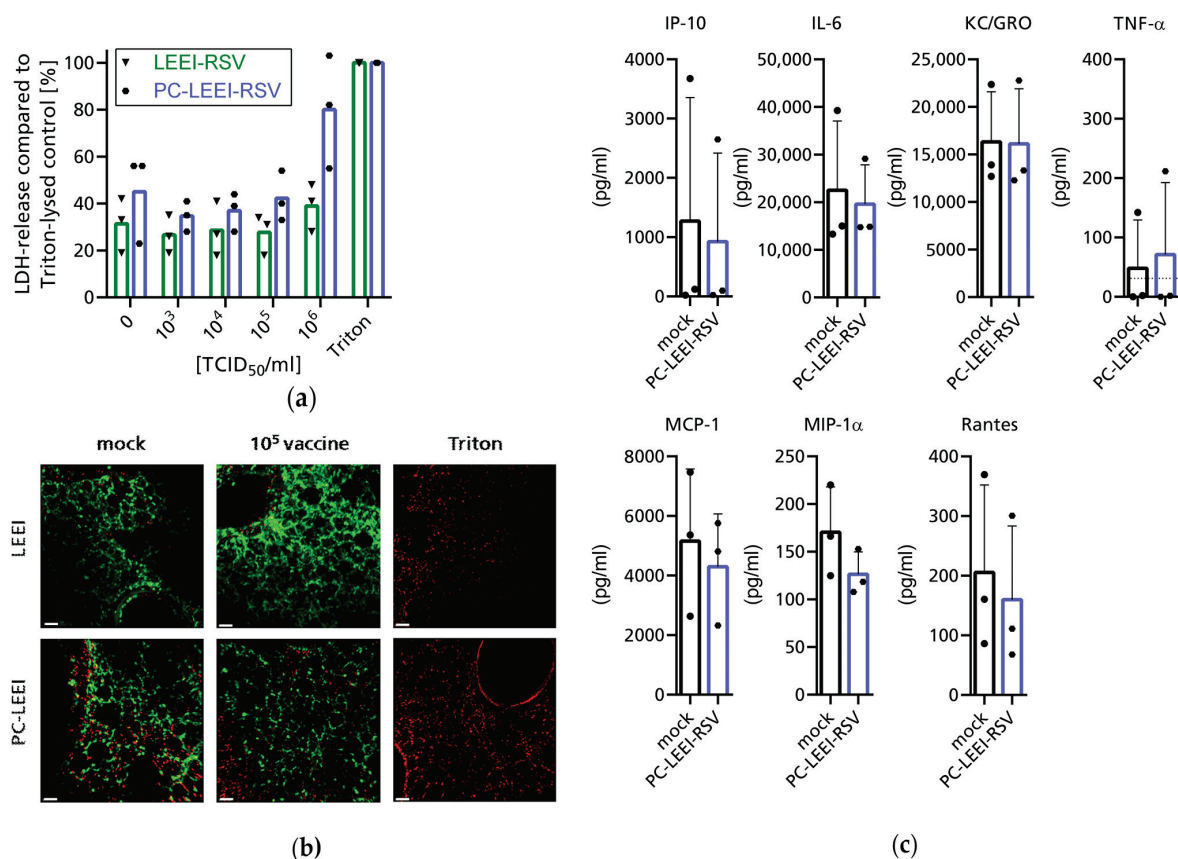 LDH-release compared to
Triton-lysed control [%]
100
80
60
40
20
0
LEEI-RSV
PC-LEEI-RSV
0
10³
10⁴
10⁵
10⁶
Triton
[TCID₅₀/ml]
(a)
mock
10⁵ vaccine
Triton
LEEI
PC-LEEI
(b)
IP-10
(pg/ml)
4000
3000
2000
1000
0
mock
PC-LEEI-RSV
IL-6
(pg/ml)
50,000
40,000
30,000
20,000
10,000
0
mock
PC-LEEI-RSV
KC/GRO
(pg/ml)
25,000
20,000
15,000
10,000
5000
0
mock
PC-LEEI-RSV
TNF-α
(pg/ml)
400
300
200
100
0
mock
PC-LEEI-RSV
MCP-1
(pg/ml)
8000
6000
4000
2000
0
mock
PC-LEEI-RSV
MIP-1α
(pg/ml)
250
200
150
100
50
0
mock
PC-LEEI-RSV
Rantes
(pg/ml)
400
300
200
100
0
mock
PC-LEEI-RSV
(c)